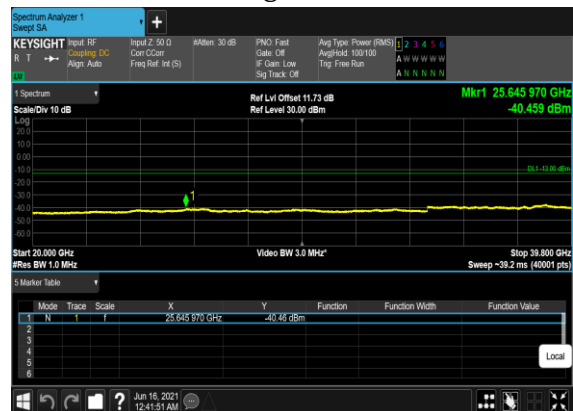 Spectrum Analyzer 1
Swept SA
+
KEYSIGHT Input: RF Input Z: 50 Ω #Atten: 30 dB PNO: Fast Avg Type: Power (RMS) 1 2 3 4 5 6
R T Coupling: DC Corr CCorr Gate: Off Avg|Hold: 100/100 A W W W W W
Align: Auto Freq Ref: Int (S) IF Gain: Low Trig: Free Run
LU Sig Track: Off A N N N N N
1 Spectrum Ref Lvl Offset 11.73 dB Mkr1 25.645 970 GHz
Scale/Div 10 dB Ref Level 30.00 dBm -40.459 dBm
Log
20.0
10.0
0.00
-10.0
DL1 -13.00 dBm
-20.0
-30.0
1
-40.0
-50.0
-60.0
Start 20.000 GHz Video BW 3.0 MHz* Stop 39.800 GHz
#Res BW 1.0 MHz Sweep ~39.2 ms (40001 pts)
5 Marker Table
Mode Trace Scale X Y Function Function Width Function Value
1 N 1 f 25.645 970 GHz -40.46 dBm
2
3
4
5
6
Local
? Jun 16, 2021
12:41:51 AM